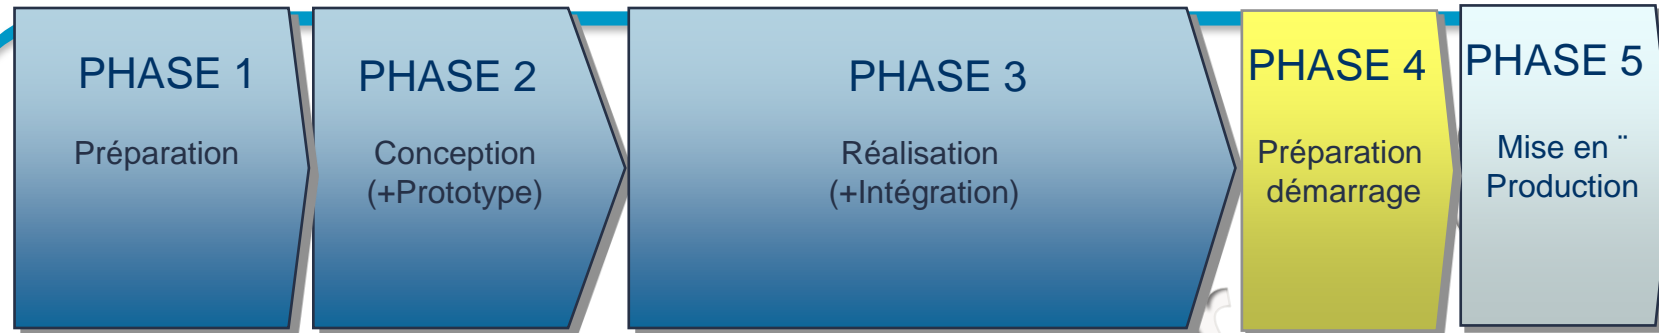 PHASE 1
Préparation
PHASE 2
Conception
(+Prototype)
PHASE 3
Réalisation
(+Intégration)
PHASE 4
Préparation
démarrage
PHASE 5
Mise en ¨
Production